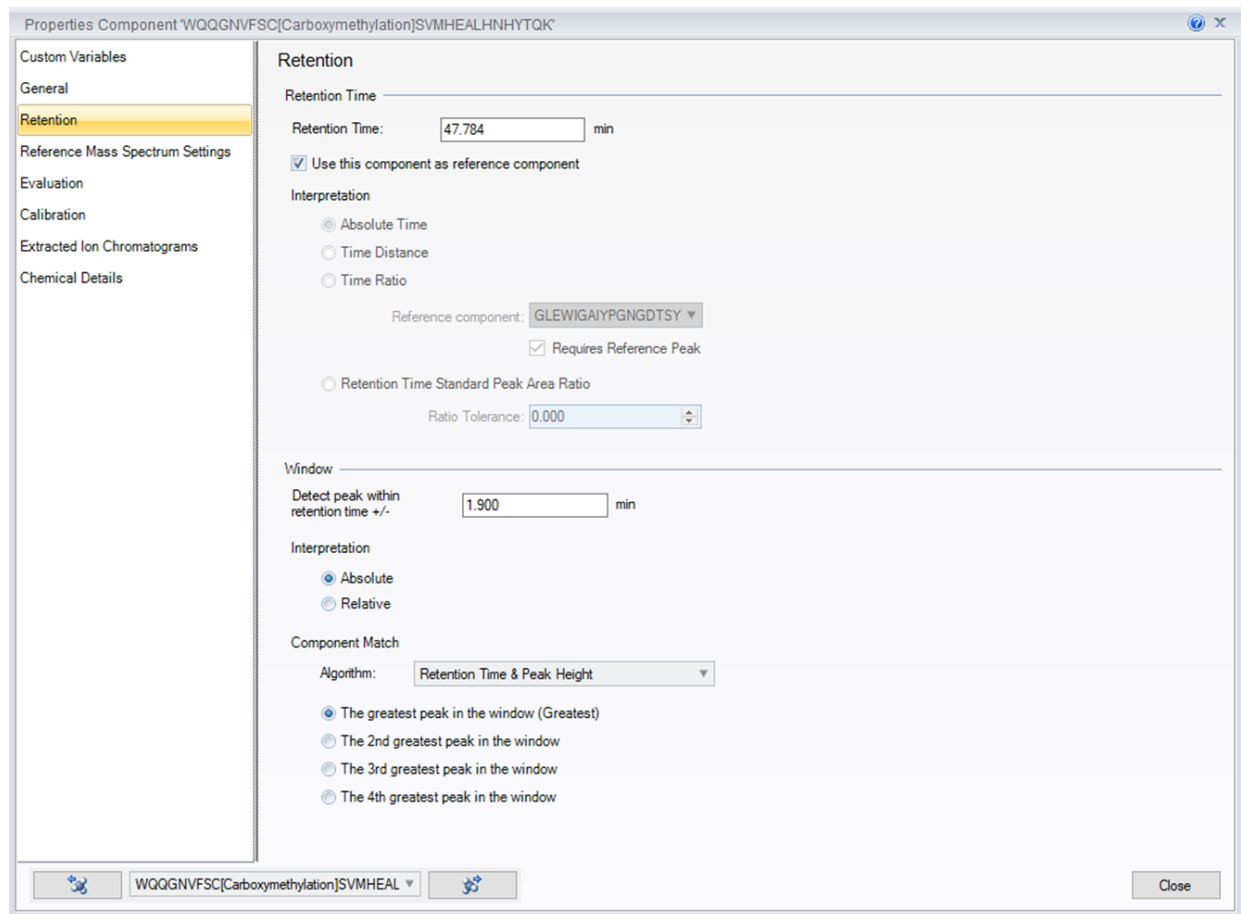 Properties Component 'WQQGNVFSC[Carboxymethylation]SVMHEALHNHYTQK'
Custom Variables
General
Retention
Reference Mass Spectrum Settings
Evaluation
Calibration
Extracted Ion Chromatograms
Chemical Details
Retention
Retention Time
Retention Time: 47.784 min
Use this component as reference component
Interpretation
Absolute Time
Time Distance
Time Ratio
Reference component: GLEWIGAIYPGNGDTSY
Requires Reference Peak
Retention Time Standard Peak Area Ratio
Ratio Tolerance: 0.000
Window
Detect peak within
retention time +/- 1.900 min
Interpretation
Absolute
Relative
Component Match
Algorithm: Retention Time & Peak Height
The greatest peak in the window (Greatest)
The 2nd greatest peak in the window
The 3rd greatest peak in the window
The 4th greatest peak in the window
WQQGNVFSC[Carboxymethylation]SVMHEAL
Close